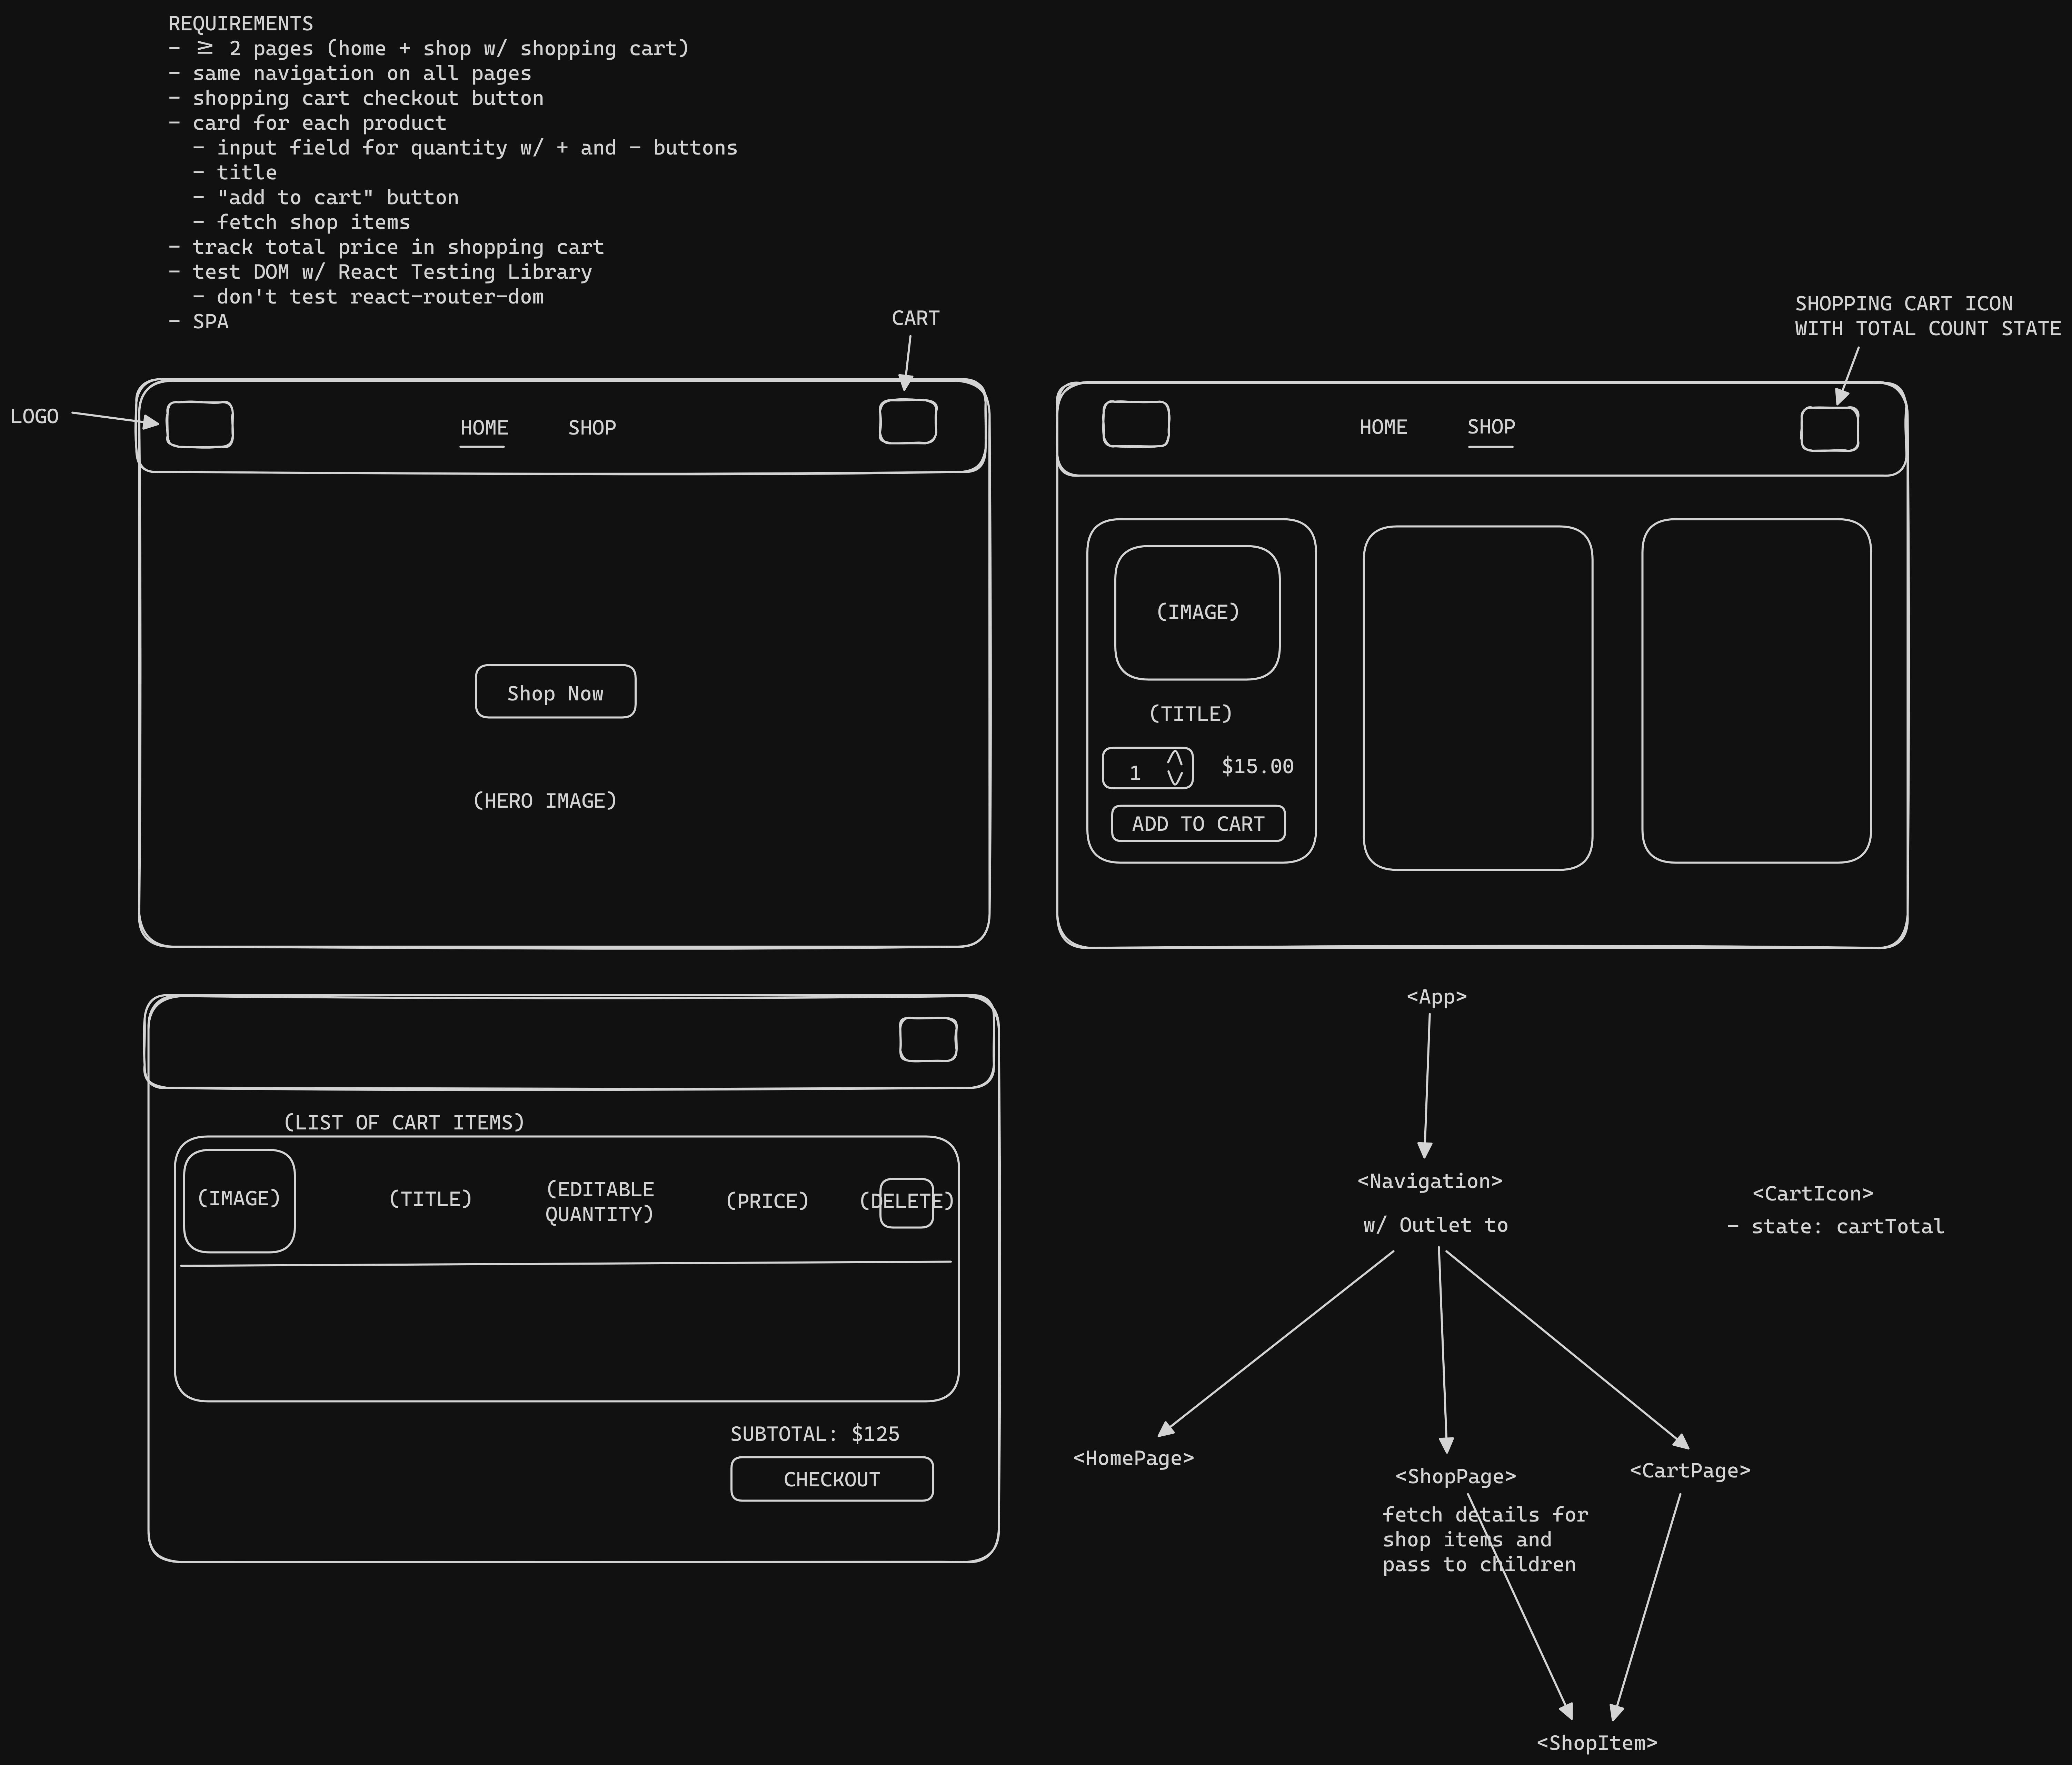 REQUIREMENTS
- ≥ 2 pages (home + shop w/ shopping cart)
- same navigation on all pages
- shopping cart checkout button
- card for each product
- input field for quantity w/ + and - buttons
- title
- "add to cart" button
- fetch shop items
- track total price in shopping cart
- test DOM w/ React Testing Library
- don't test react-router-dom
- SPA
CART
LOGO
HOME SHOP
Shop Now
(HERO IMAGE)
SHOPPING CART ICON
WITH TOTAL COUNT STATE
HOME SHOP
(IMAGE)
(TITLE)
1 $15.00
ADD TO CART
(LIST OF CART ITEMS)
(IMAGE) (TITLE) (EDITABLE
QUANTITY) (PRICE) (DELETE)
SUBTOTAL: $125
CHECKOUT
<App>
<Navigation>
w/ Outlet to
<CartIcon>
- state: cartTotal
<HomePage>
<ShopPage>
fetch details for
shop items and
pass to children
<CartPage>
<ShopItem>